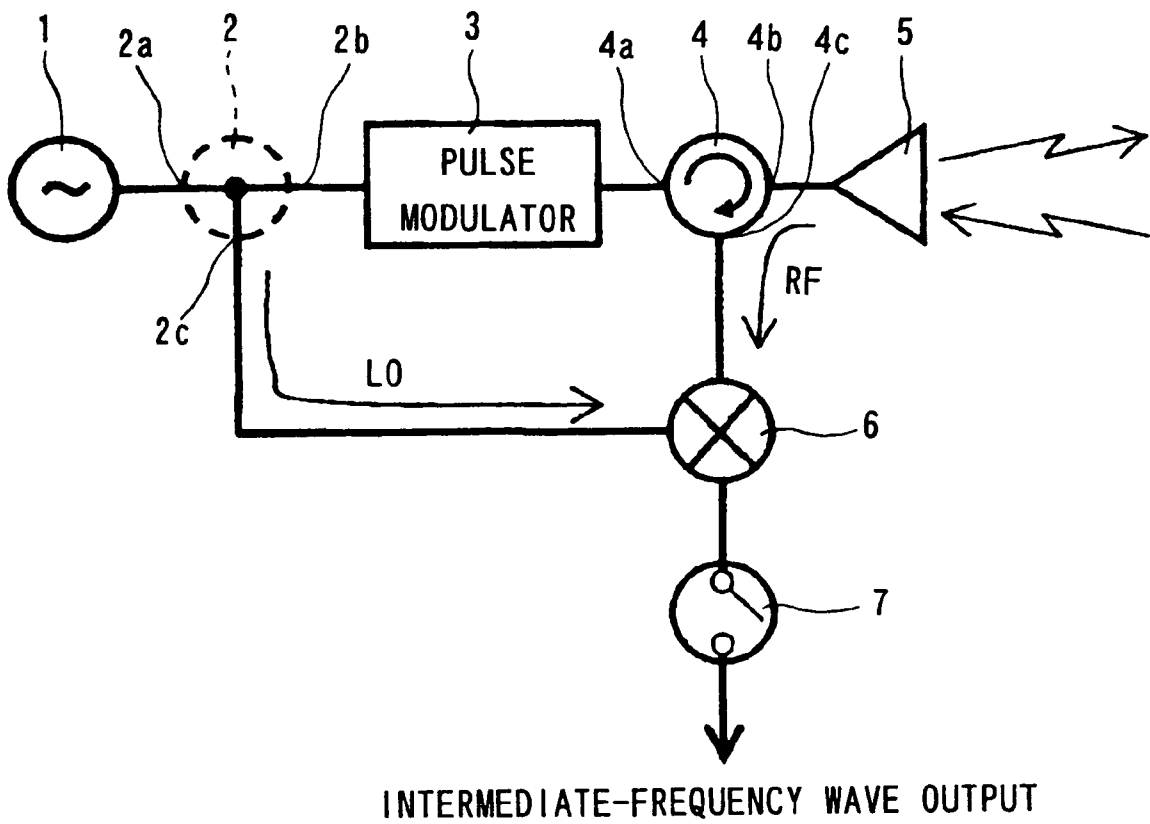 1
2a
2
2b
3
4a
4
4b
4c
5
PULSE
MODULATOR
2c
RF
LO
6
7
INTERMEDIATE-FREQUENCY WAVE OUTPUT